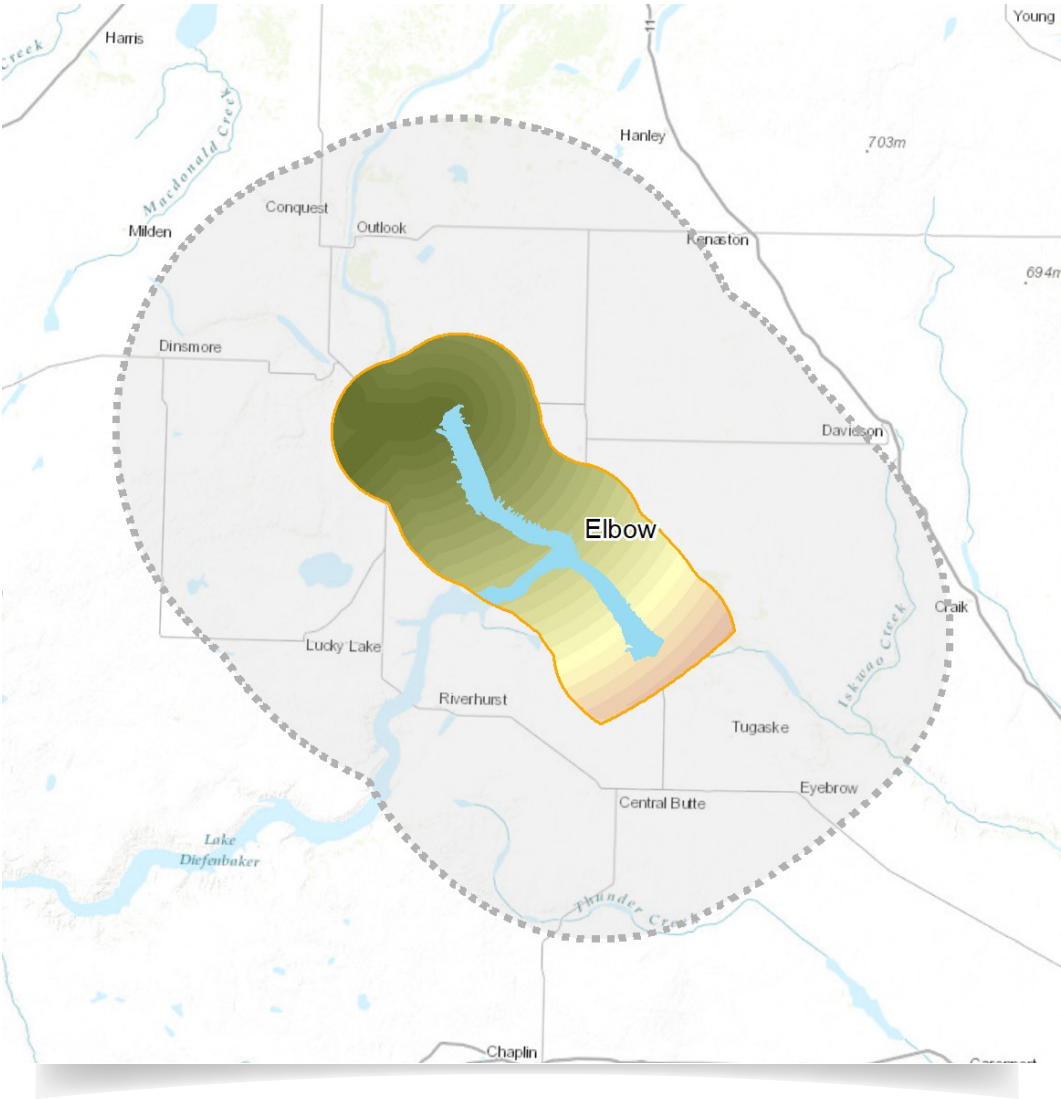 Young
11
Harris
Creek
Hanley
703m
Macdonald Creek
Conquest
Outlook
Milden
Kenaston
694m
Dinsmore
Davidson
Elbow
Craik
Iskwao Creek
Lucky Lake
Riverhurst
Tugaske
Eyebrow
Central Butte
Lake
Diefenbaker
Thunder Creek
Chaplin